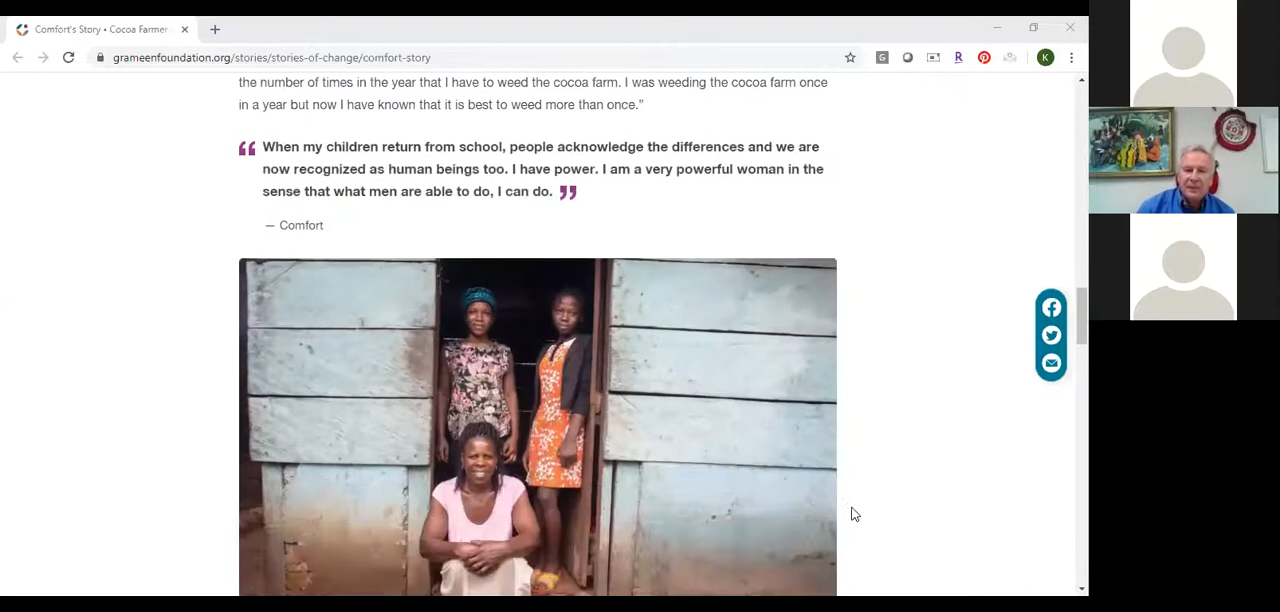 Comfort's Story • Cocoa Farmer
grameenfoundation.org/stories/stories-of-change/comfort-story
the number of times in the year that I have to weed the cocoa farm. I was weeding the cocoa farm once
in a year but now I have known that it is best to weed more than once."
“ When my children return from school, people acknowledge the differences and we are
now recognized as human beings too. I have power. I am a very powerful woman in the
sense that what men are able to do, I can do. ”
— Comfort
G
R
K